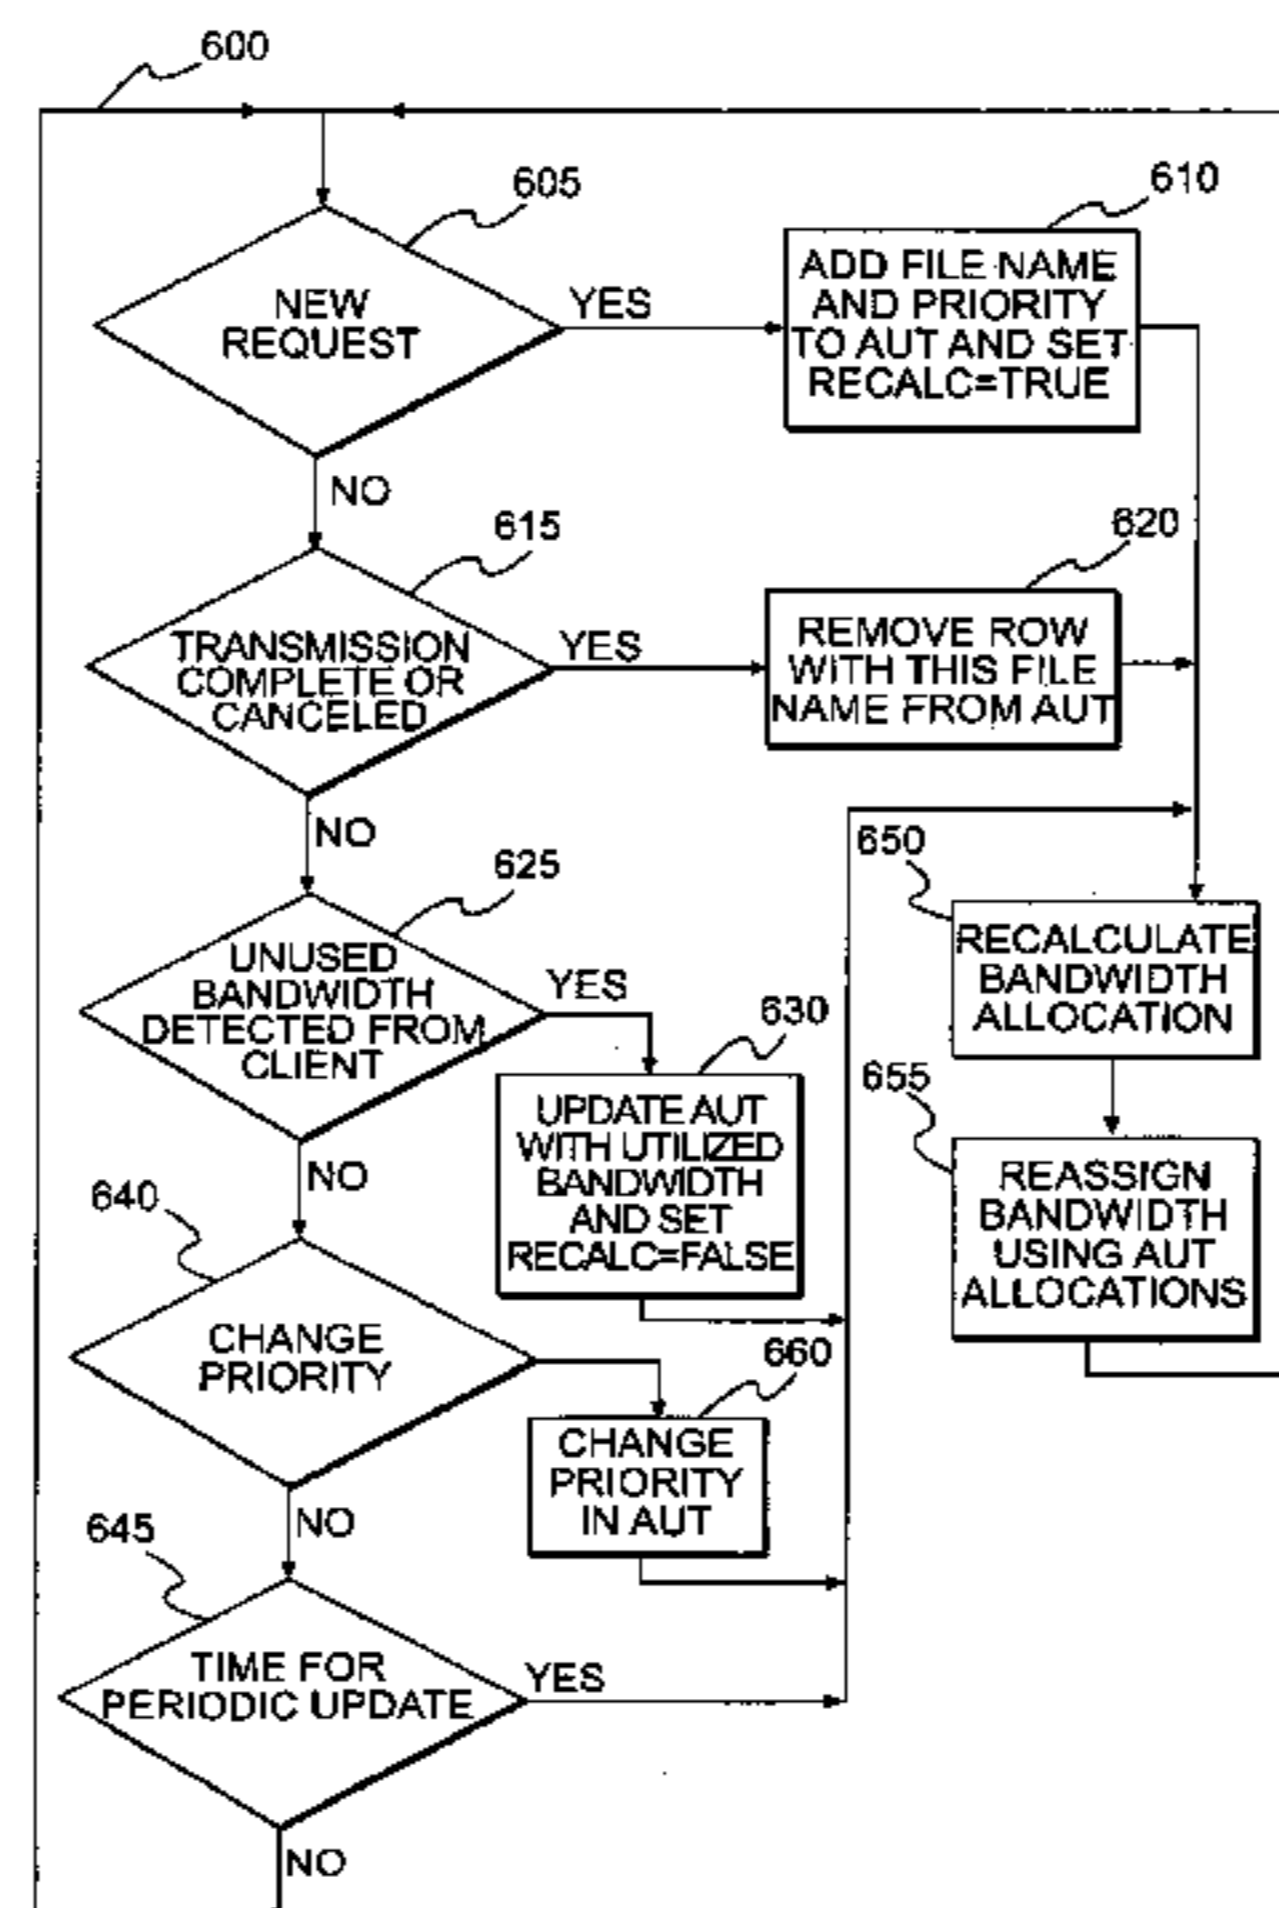 600
605
NEW
REQUEST
YES
610
ADD FILE NAME
AND PRIORITY
TO AUT AND SET
RECALC=TRUE
NO
615
TRANSMISSION
COMPLETE OR
CANCELED
YES
620
REMOVE ROW
WITH THIS FILE
NAME FROM AUT
NO
625
UNUSED
BANDWIDTH
DETECTED FROM
CLIENT
YES
630
UPDATE AUT
WITH UTILIZED
BANDWIDTH
AND SET
RECALC=FALSE
650
RECALCULATE
BANDWIDTH
ALLOCATION
655
REASSIGN
BANDWIDTH
USING AUT
ALLOCATIONS
NO
640
CHANGE
PRIORITY
660
CHANGE
PRIORITY
IN AUT
NO
645
TIME FOR
PERIODIC UPDATE
YES
NO